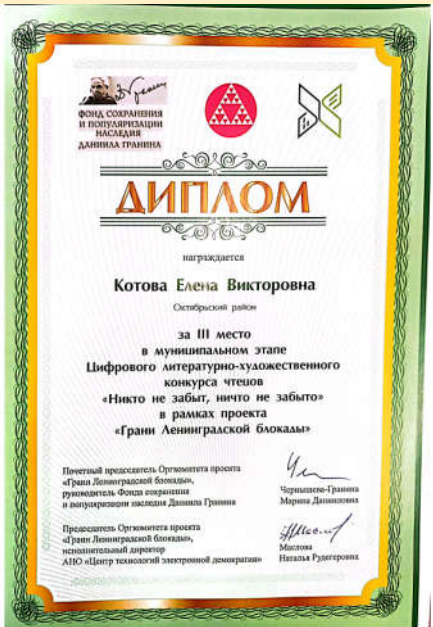 ФОНД СОХРАНЕНИЯ
И ПОПУЛЯРИЗАЦИИ
НАСЛЕДИЯ
ДАНИИЛА ГРАНИНА
ДИПЛОМ
награждается
Котова Елена Викторовна
Октябрьский район
за III место
в муниципальном этапе
Цифрового литературно-художественного
конкурса чтецов
«Никто не забыт, ничто не забыто»
в рамках проекта
«Грани Ленинградской блокады»
Почетный председатель Оргкомитета проекта
«Грани Ленинградской блокады»,
руководитель Фонда сохранения
и популяризации наследия Даниила Гранина
Чернышева-Гранина
Марина Данииловна
Председатель Оргкомитета проекта
«Грани Ленинградской блокады»,
исполнительный директор
АНО «Центр технологий электронной демократии»
Маслова
Наталья Рудегеровна